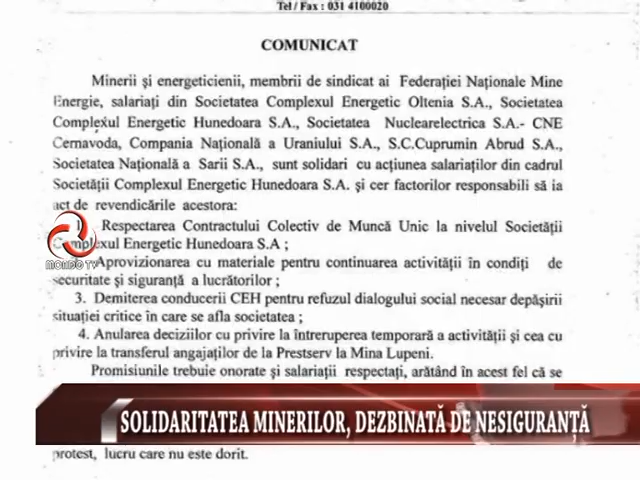 Tel / Fax : 031 4100020
COMUNICAT
Minerii şi energeticienii, membrii de sindicat ai Federaţiei Naţionale Mine
Energie, salariaţi din Societatea Complexul Energetic Oltenia S.A., Societatea
Complexul Energetic Hunedoara S.A., Societatea Nuclearelectrica S.A.- CNE
Cernavoda, Compania Naţională a Uraniului S.A., S.C.Cuprumin Abrud S.A.,
Societatea Naţională a Sarii S.A., sunt solidari cu acţiunea salariaţilor din cadrul
Societăţii Complexul Energetic Hunedoara S.A. şi cer factorilor responsabili să ia
act de revendicările acestora:
1. Respectarea Contractului Colectiv de Muncă Unic la nivelul Societăţii
Complexul Energetic Hunedoara S.A ;
Aprovizionarea cu materiale pentru continuarea activităţii în condiţi de
securitate şi siguranţă a lucrătorilor ;
MONDO TV
3. Demiterea conducerii CEH pentru refuzul dialogului social necesar depăşirii
situaţiei critice în care se afla societatea ;
4. Anularea deciziilor cu privire la întreruperea temporară a activităţii şi cea cu
privire la transferul angajaţilor de la Prestserv la Mina Lupeni.
Promisiunile trebuie onorate şi salariaţii respectaţi, arătând în acest fel că se
SOLIDARITATEA MINERILOR, DEZBINATĂ DE NESIGURANŢĂ
protest, lucru care nu este dorit.